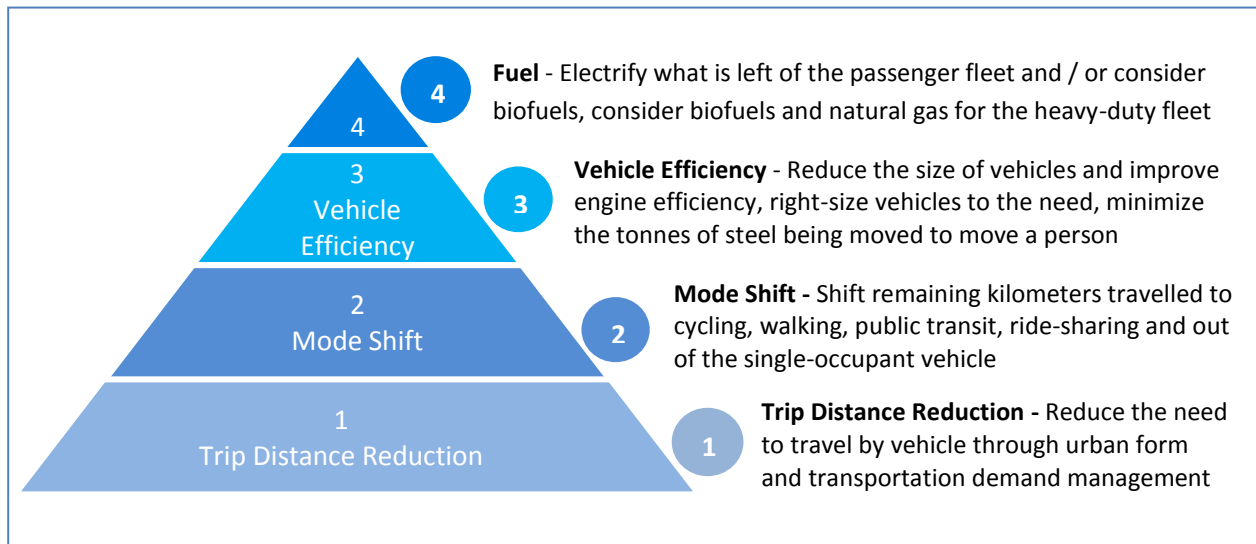 4
Fuel - Electrify what is left of the passenger fleet and / or consider
biofuels, consider biofuels and natural gas for the heavy-duty fleet
4
3
Vehicle
Efficiency
3
Vehicle Efficiency - Reduce the size of vehicles and improve
engine efficiency, right-size vehicles to the need, minimize
the tonnes of steel being moved to move a person
2
Mode Shift
2
Mode Shift - Shift remaining kilometers travelled to
cycling, walking, public transit, ride-sharing and out
of the single-occupant vehicle
1
Trip Distance Reduction
1
Trip Distance Reduction - Reduce the need
to travel by vehicle through urban form
and transportation demand management